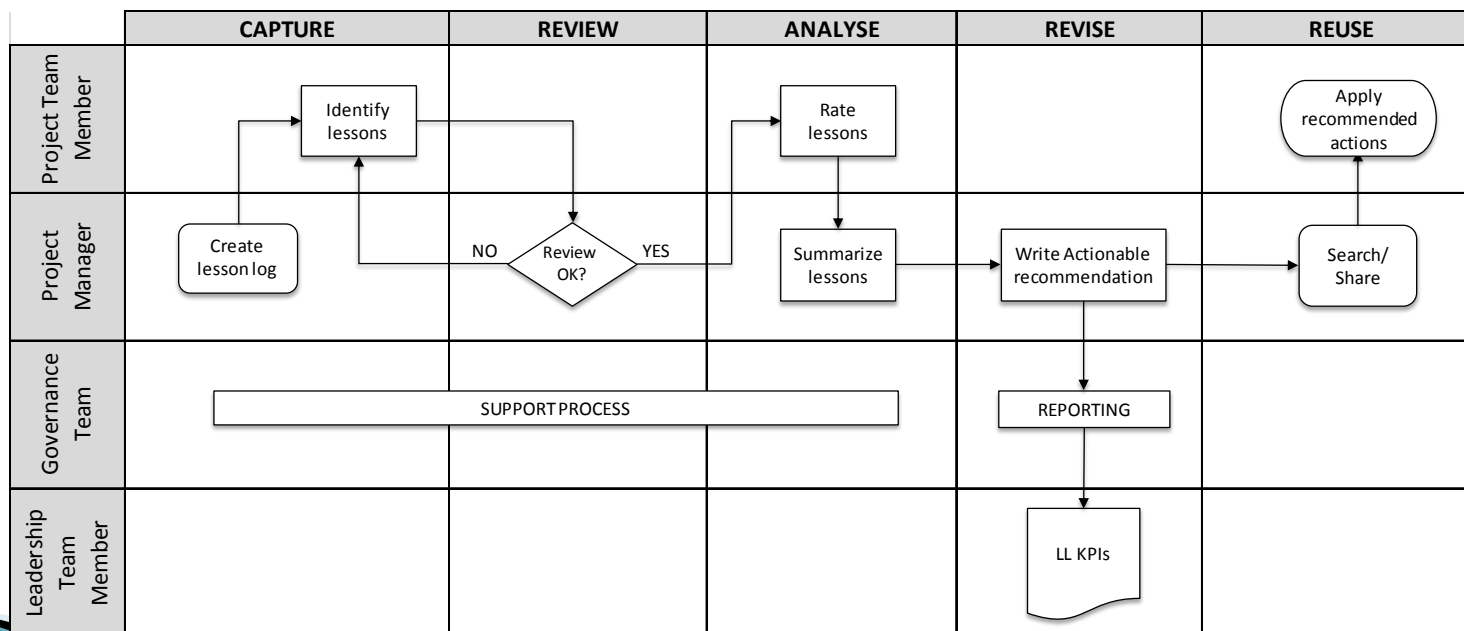 CAPTURE
REVIEW
ANALYSE
REVISE
REUSE
Project Team
Member
Identify
lessons
Rate
lessons
Apply
recommended
actions
Project
Manager
Create
lesson log
NO
Review
OK?
YES
Summarize
lessons
Write Actionable
recommendation
Search/
Share
Governance
Team
SUPPORT PROCESS
REPORTING
Leadership
Team
Member
LL KPIs